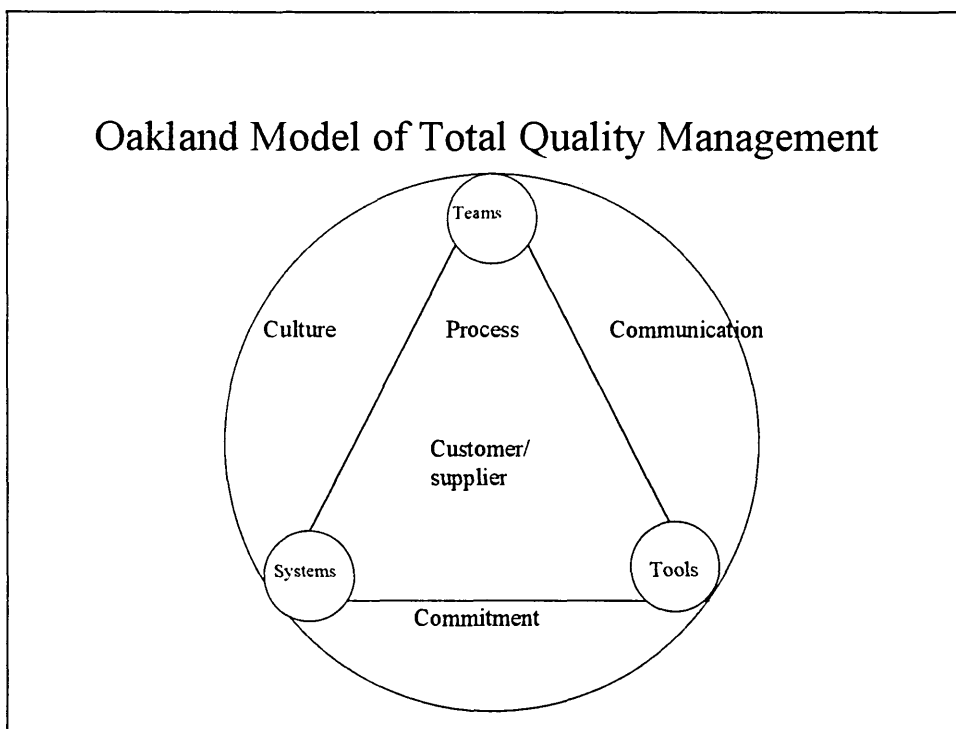 Oakland Model of Total Quality Management
Teams
Culture
Process
Communication
Customer/
supplier
Systems
Tools
Commitment